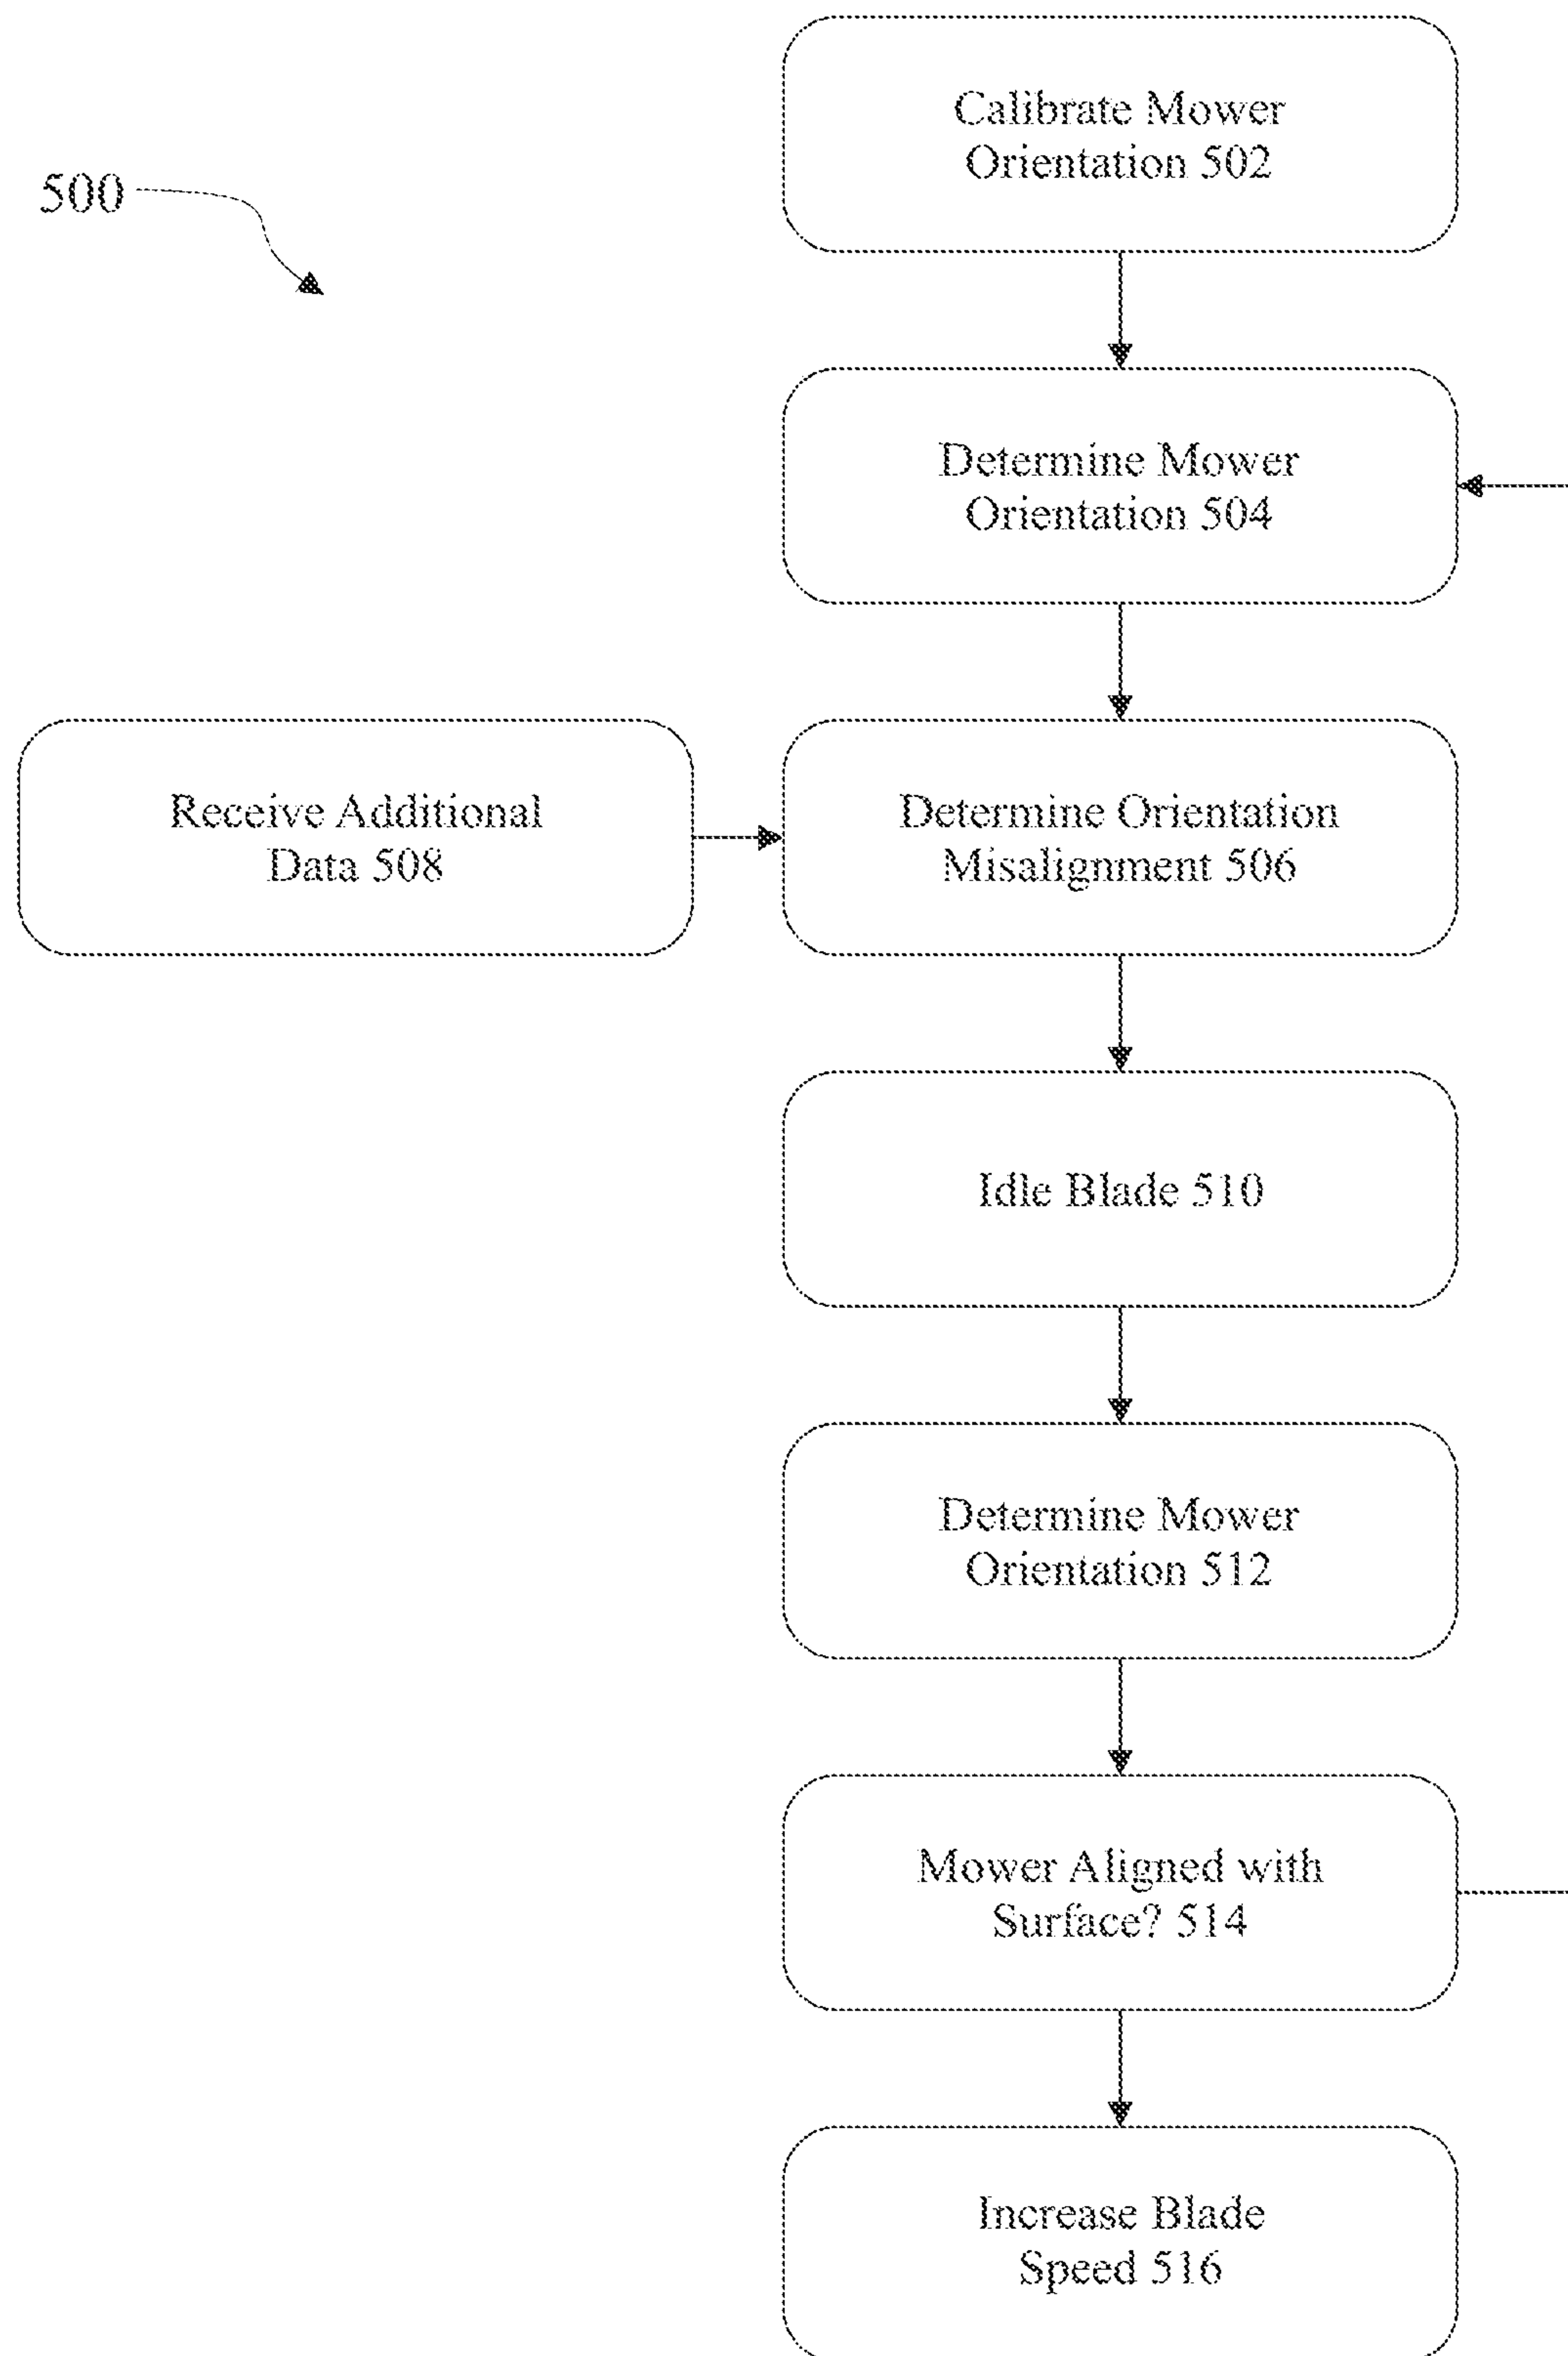 Calibrate Mower
Orientation 502
500
Determine Mower
Orientation 504
Receive Additional
Data 508
Determine Orientation
Misalignment 506
Idle Blade 510
Determine Mower
Orientation 512
Mower Aligned with
Surface? 514
Increase Blade
Speed 516